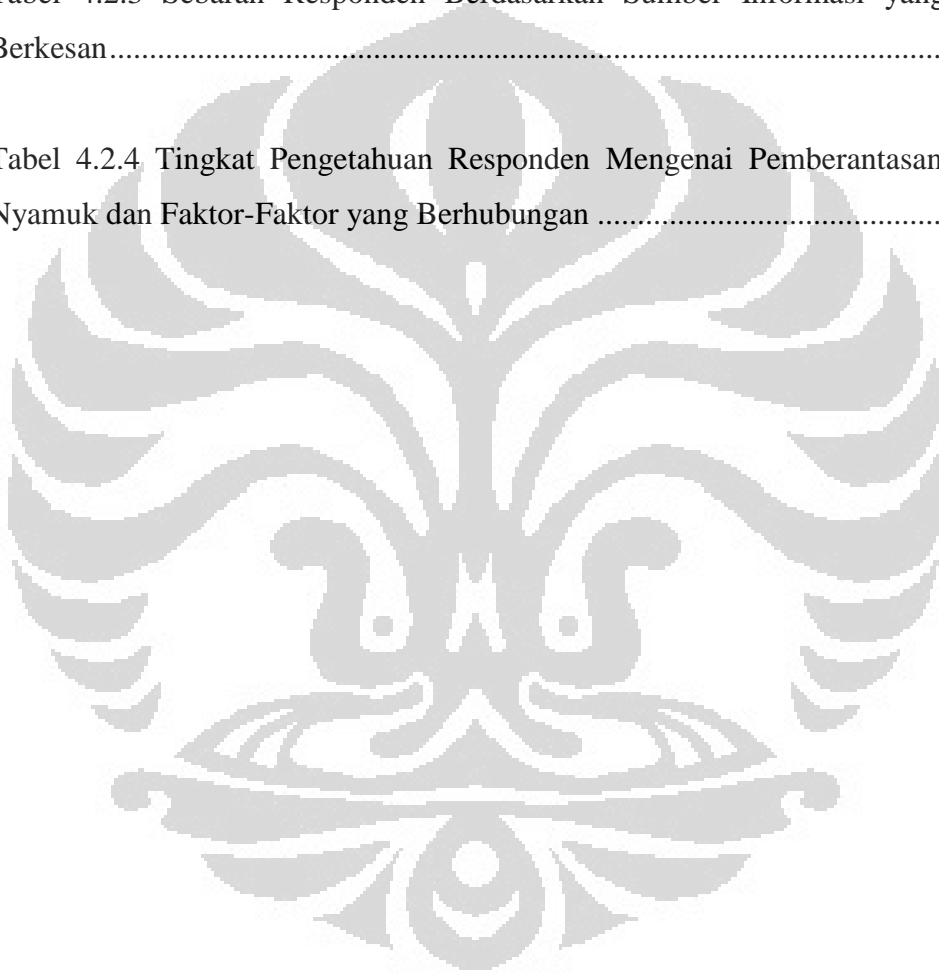 Tabel 4.2.3 Sebaran Responden Berdasarkan Sumber Informasi yang
Berkesan..........................................................................................
Tabel 4.2.4 Tingkat Pengetahuan Responden Mengenai Pemberantasan
Nyamuk dan Faktor-Faktor yang Berhubungan .....................................